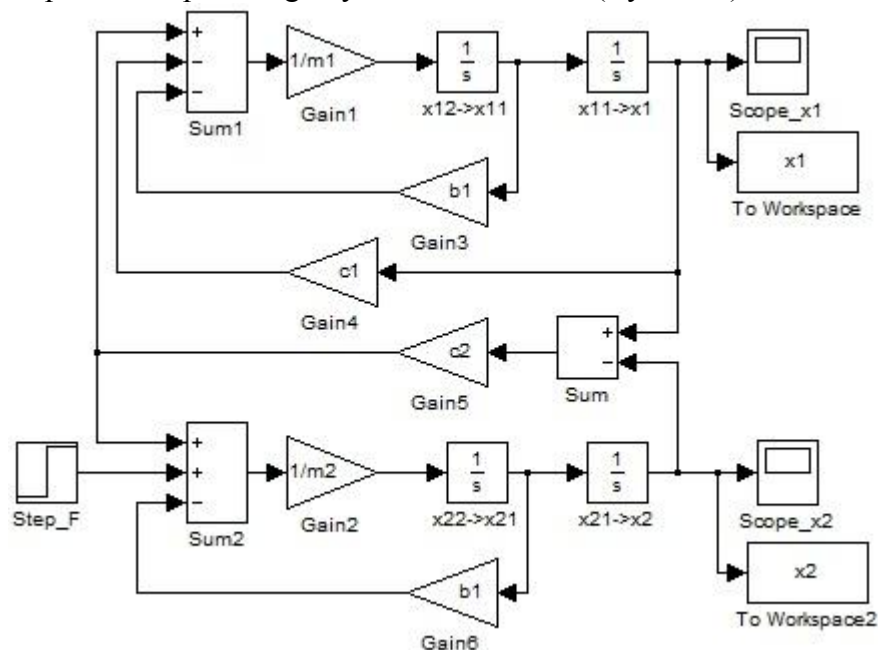 +
−
−
Sum1
1/m1
Gain1
1
s
x12->x11
1
s
x11->x1
Scope_x1
x1
To Workspace
b1
Gain3
c1
Gain4
c2
Gain5
+
−
Sum
Step_F
+
+
−
Sum2
1/m2
Gain2
1
s
x22->x21
1
s
x21->x2
Scope_x2
x2
To Workspace2
b1
Gain6